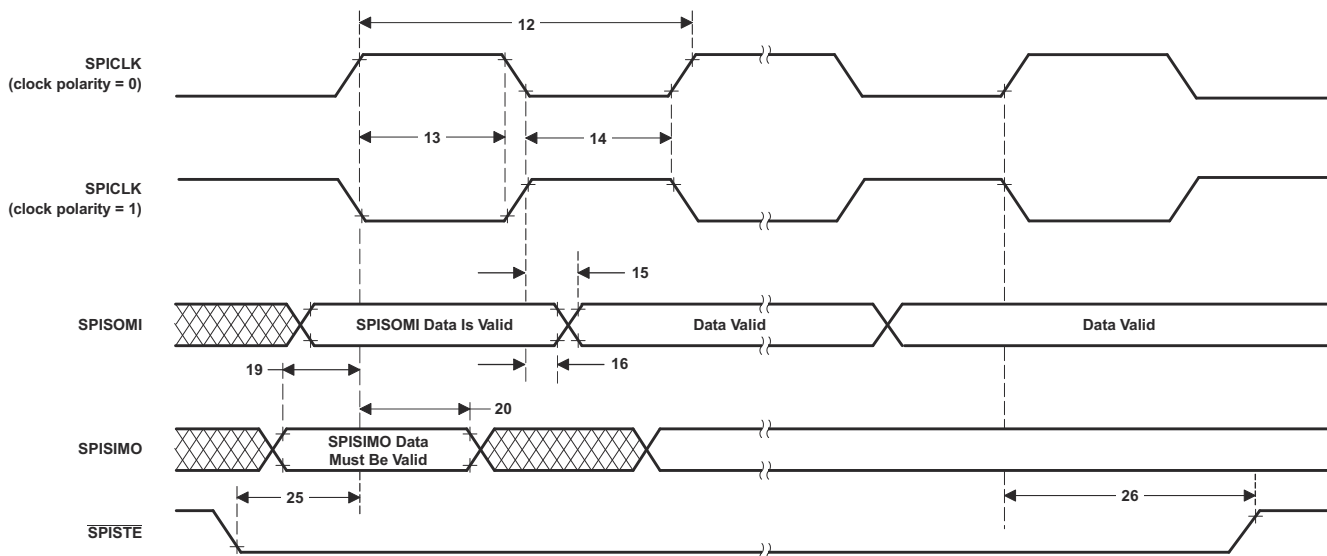 12
SPICLK
(clock polarity = 0)
13
14
SPICLK
(clock polarity = 1)
15
SPISOMI
SPISOMI Data Is Valid
Data Valid
Data Valid
16
19
20
SPISIMO
SPISIMO Data
Must Be Valid
25
26
SPISTE